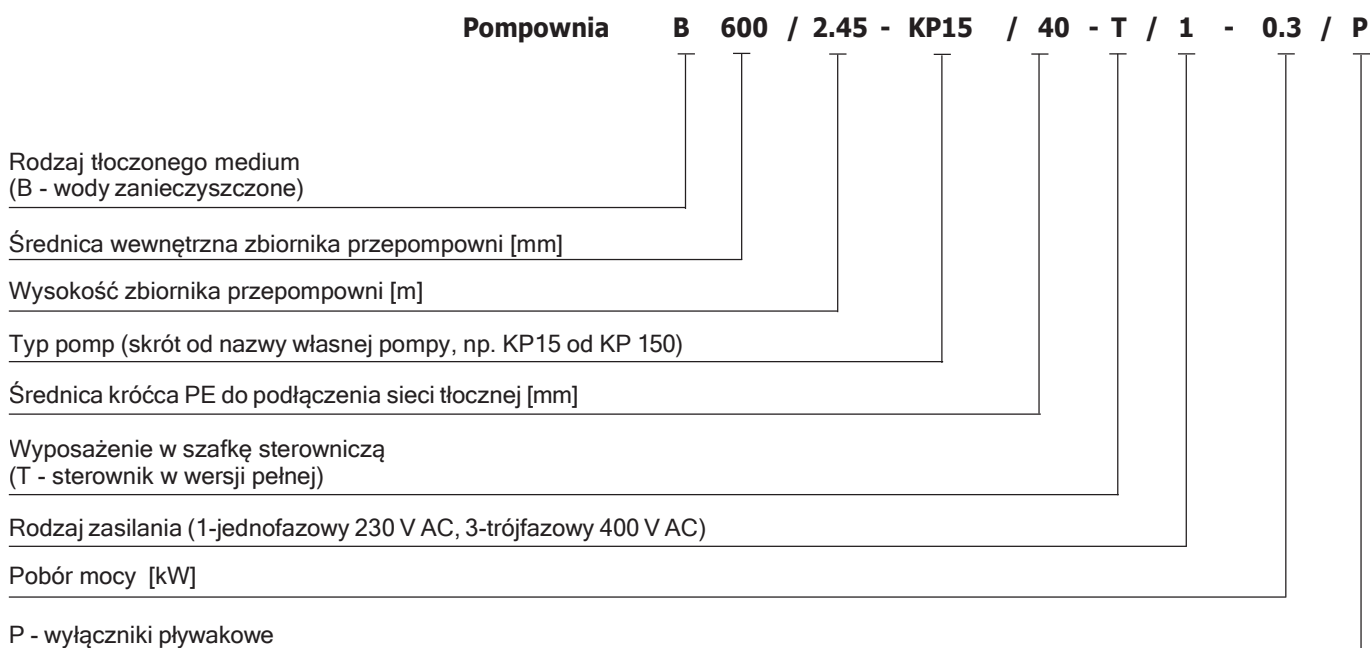 Pompownia B 600 / 2.45 - KP15 / 40 - T / 1 - 0.3 / P
Rodzaj tłoczonego medium
(B - wody zanieczyszczone)
Średnica wewnętrzna zbiornika przepompowni [mm]
Wysokość zbiornika przepompowni [m]
Typ pomp (skrót od nazwy własnej pompy, np. KP15 od KP 150)
Średnica króćca PE do podłączenia sieci tłocznej [mm]
Wyposażenie w szafkę sterowniczą
(T - sterownik w wersji pełnej)
Rodzaj zasilania (1-jednofazowy 230 V AC, 3-trójfazowy 400 V AC)
Pobór mocy [kW]
P - wyłączniki pływakowe